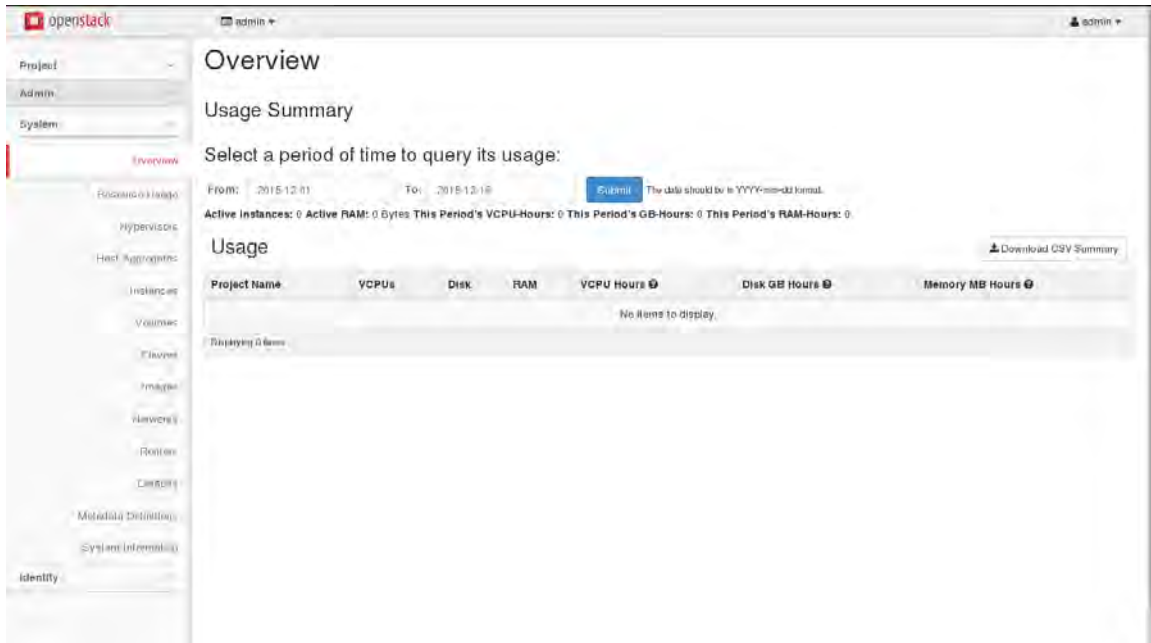 openstack
admin
admin
Project
Admin
System
Overview
Resource Usage
Hypervisors
Host Aggregates
Instances
Volumes
Flavors
Images
Networks
Routers
Defaults
Metadata Definitions
System Information
Identity
Overview
Usage Summary
Select a period of time to query its usage:
From: 2015-12-01 To: 2015-12-16 Submit The date should be in YYYY-mm-dd format.
Active Instances: 0 Active RAM: 0 Bytes This Period's VCPU-Hours: 0 This Period's GB-Hours: 0 This Period's RAM-Hours: 0
Usage
Download CSV Summary
Project Name VCPUs Disk RAM VCPU Hours Disk GB Hours Memory MB Hours
No items to display.
Displaying 0 items